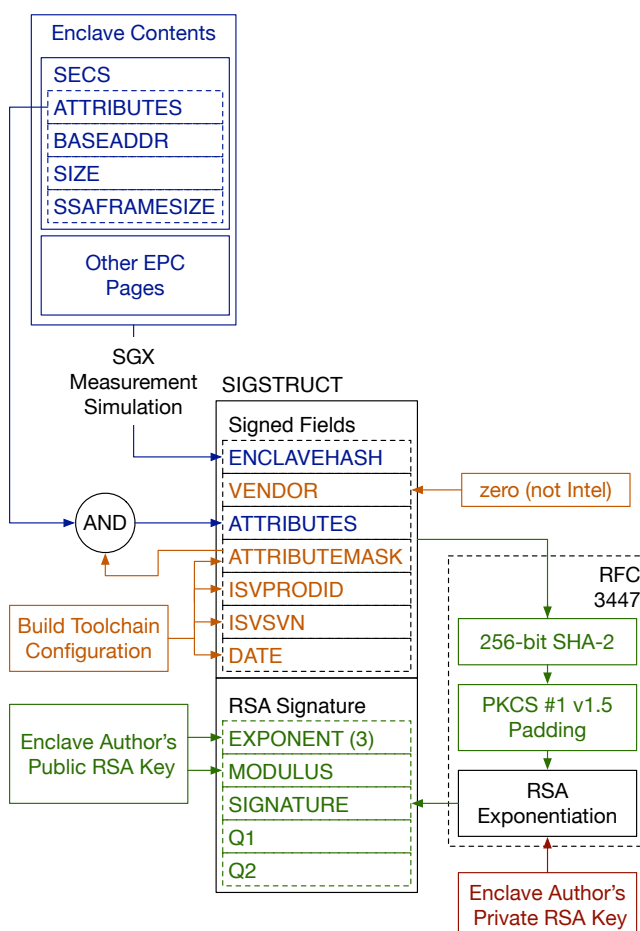 Enclave Contents
SECS
ATTRIBUTES
BASEADDR
SIZE
SSAFRAMESIZE
Other EPC
Pages
SGX
Measurement
Simulation
SIGSTRUCT
Signed Fields
ENCLAVEHASH
VENDOR
zero (not Intel)
AND
ATTRIBUTES
ATTRIBUTEMASK
ISVPRODID
ISVSVN
DATE
Build Toolchain
Configuration
RFC
3447
256-bit SHA-2
PKCS #1 v1.5
Padding
RSA
Exponentiation
RSA Signature
EXPONENT (3)
MODULUS
SIGNATURE
Q1
Q2
Enclave Author's
Public RSA Key
Enclave Author's
Private RSA Key